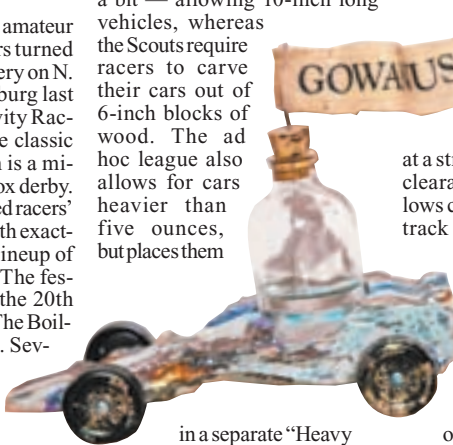 amateur
rs turned
ery on N.
burg last
vity Rac-
e classic
n is a mi-
ox derby.
ed racers'
th exact-
ineup of
The fes-
the 20th
The Boil-
. Sev-
a bit — allowing 10-inch long
vehicles, whereas
the Scouts require
racers to carve
their cars out of
6-inch blocks of
wood. The ad
hoc league also
allows for cars
heavier than
five ounces,
but places them
in a separate “Heavy
GOWANUS
at a st
cleara
lows c
track
o